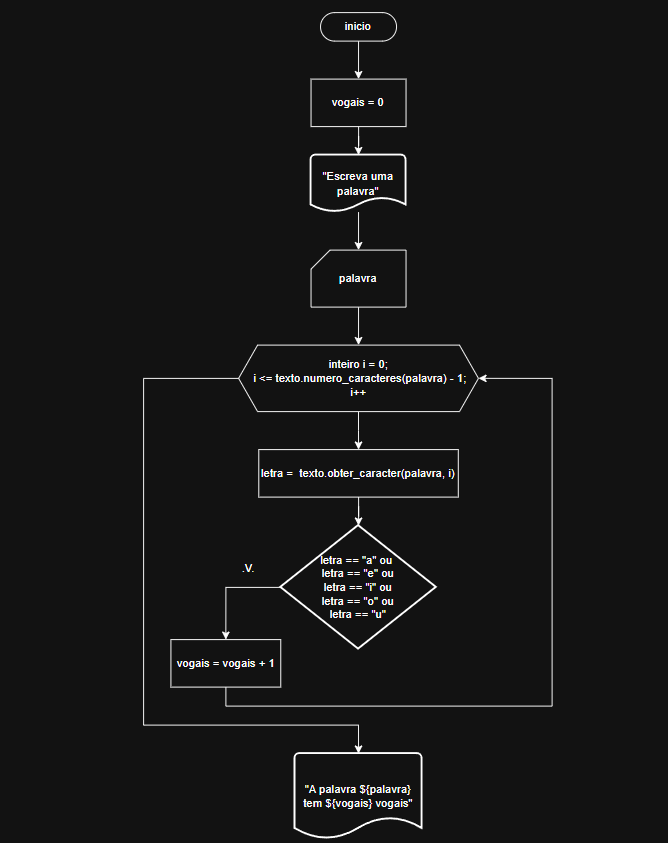 inicio
vogais = 0
"Escreva uma
palavra"
palavra
inteiro i = 0;
i <= texto.numero_caracteres(palavra) - 1;
i++
letra = texto.obter_caracter(palavra, i)
letra == "a" ou
letra == "e" ou
letra == "i" ou
letra == "o" ou
letra == "u"
.V.
vogais = vogais + 1
"A palavra ${palavra}
tem ${vogais} vogais"